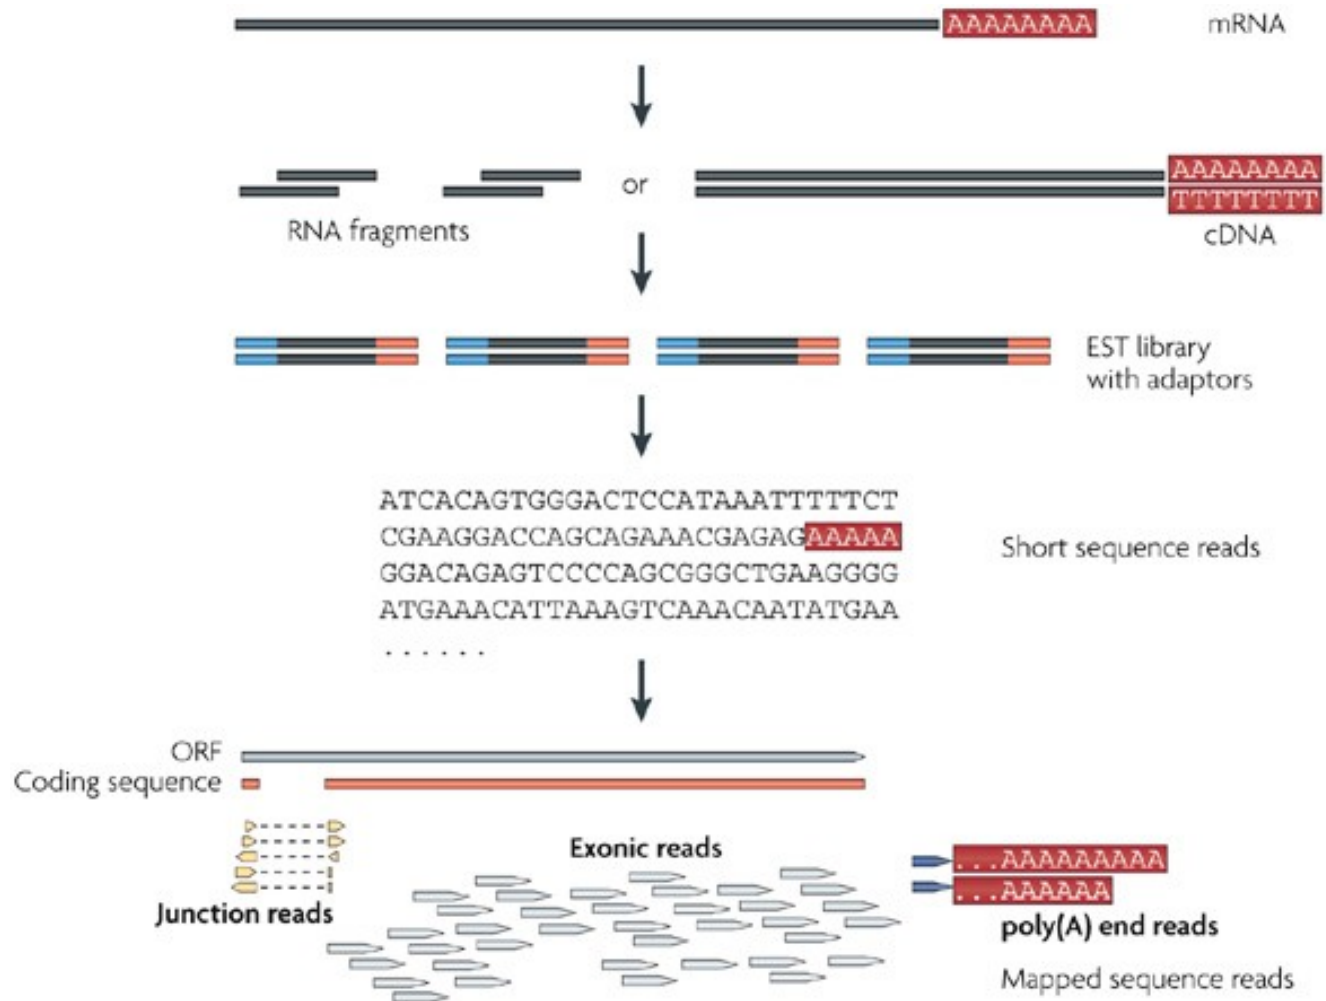 AAAAAAAA mRNA
AAAAAAAA
or
TTTTTTTT
RNA fragments
cDNA
EST library
with adaptors
ATCACAGTGGGACTCCATAAATTTTTCT
CGAAGGACCAGCAGAAACGAGAGAAAAA
Short sequence reads
GGACAGAGTCCCCAGCGGGCTGAAGGGG
ATGAAACATTAAAGTCAAACAATATGAA
. . . . . .
ORF
Coding sequence
Exonic reads
...AAAAAAAAA
...AAAAAA
Junction reads
poly(A) end reads
Mapped sequence reads